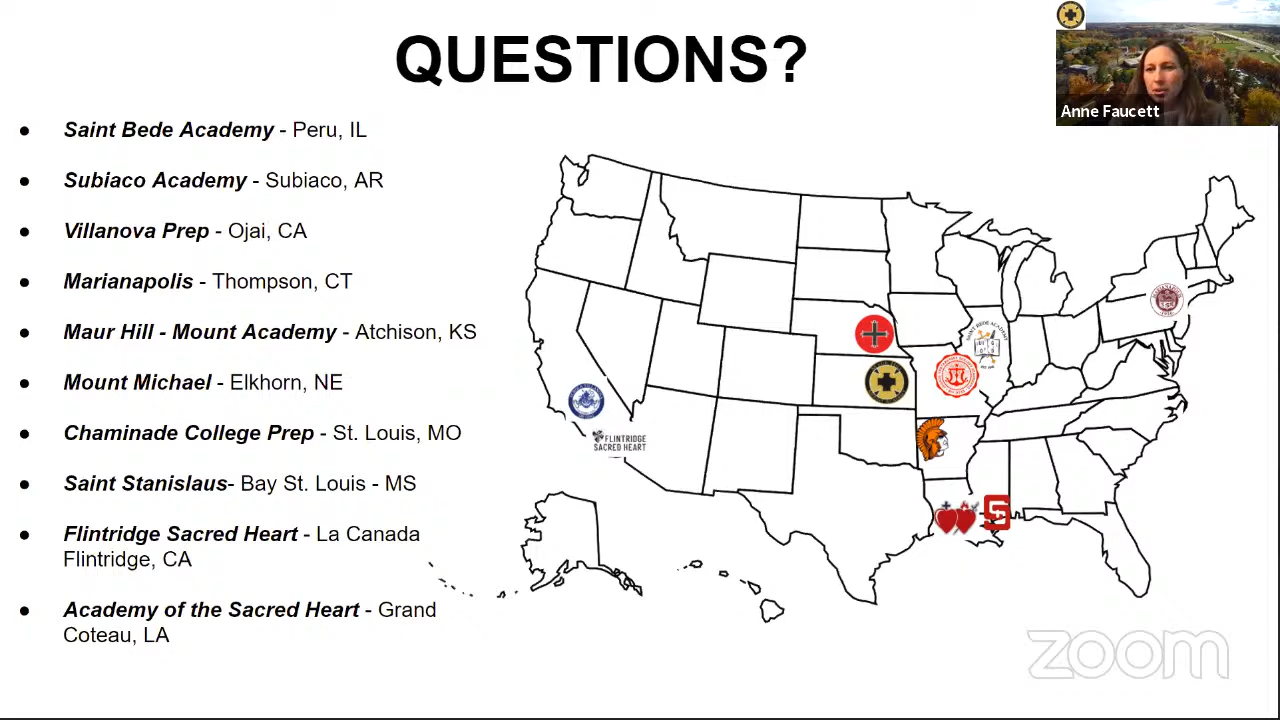 QUESTIONS?
Anne Faucett
● Saint Bede Academy - Peru, IL
● Subiaco Academy - Subiaco, AR
● Villanova Prep - Ojai, CA
● Marianapolis - Thompson, CT
● Maur Hill - Mount Academy - Atchison, KS
● Mount Michael - Elkhorn, NE
● Chaminade College Prep - St. Louis, MO
● Saint Stanislaus- Bay St. Louis - MS
● Flintridge Sacred Heart - La Canada
Flintridge, CA
● Academy of the Sacred Heart - Grand
Coteau, LA
SAINT BEDE ACADEMY
FLINTRIDGE
SACRED HEART
zoom